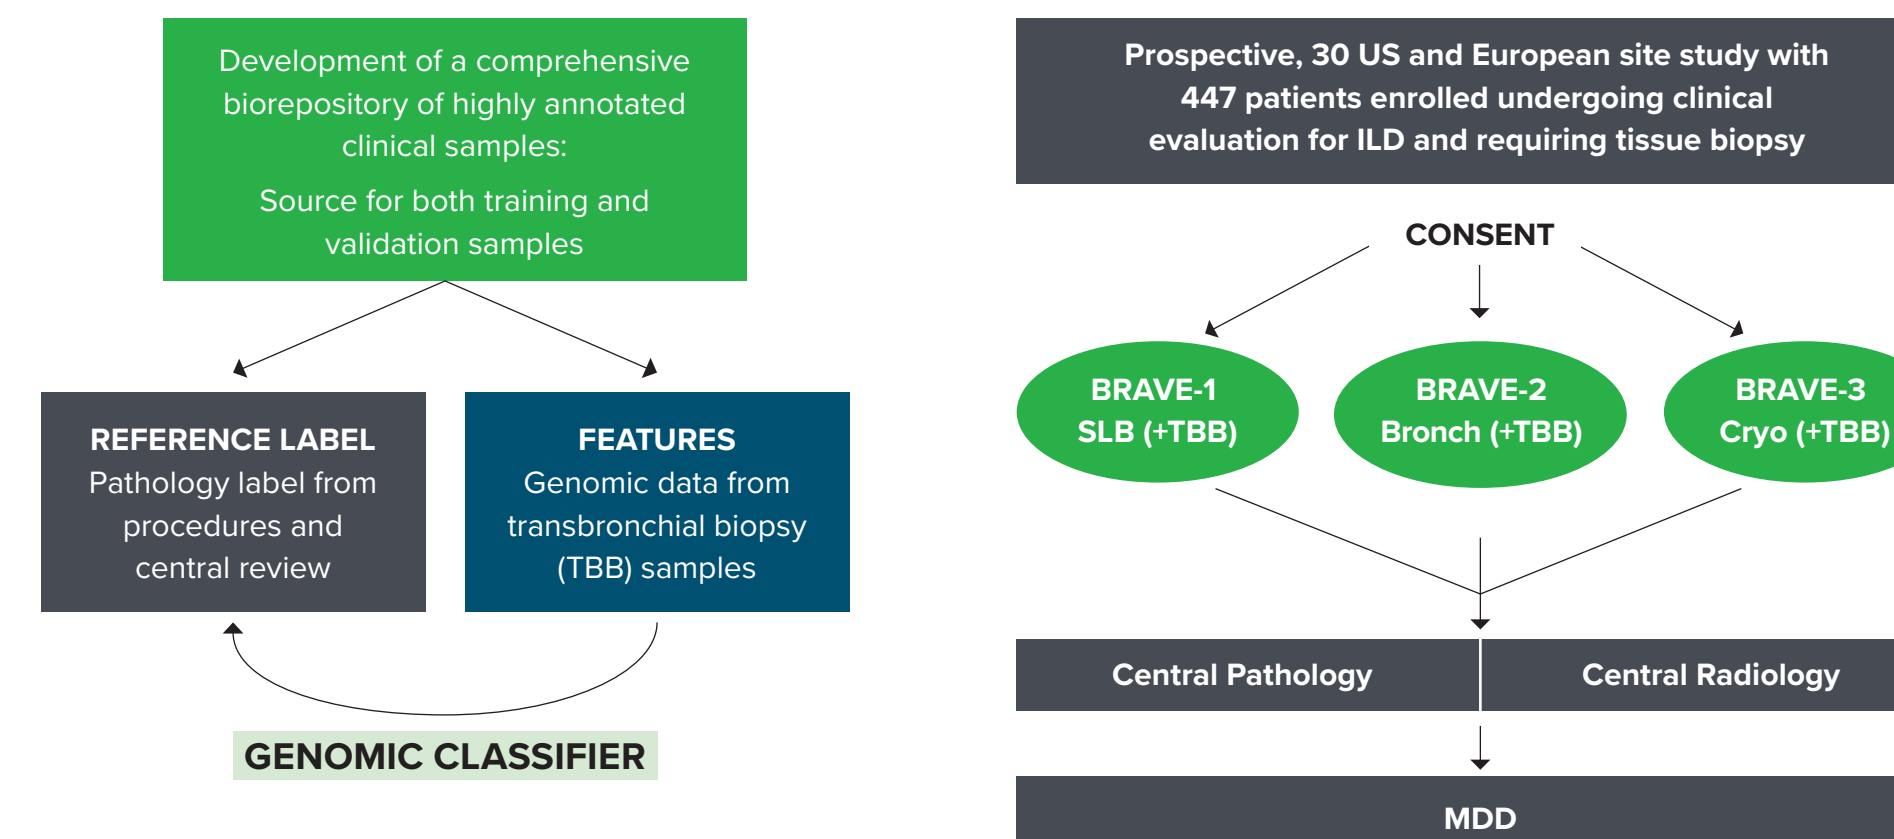 Development of a comprehensive
biorepository of highly annotated
clinical samples:
Source for both training and
validation samples
REFERENCE LABEL
Pathology label from
procedures and
central review
FEATURES
Genomic data from
transbronchial biopsy
(TBB) samples
GENOMIC CLASSIFIER
Prospective, 30 US and European site study with
447 patients enrolled undergoing clinical
evaluation for ILD and requiring tissue biopsy
CONSENT
BRAVE-1
SLB (+TBB)
BRAVE-2
Bronch (+TBB)
BRAVE-3
Cryo (+TBB)
Central Pathology
Central Radiology
MDD